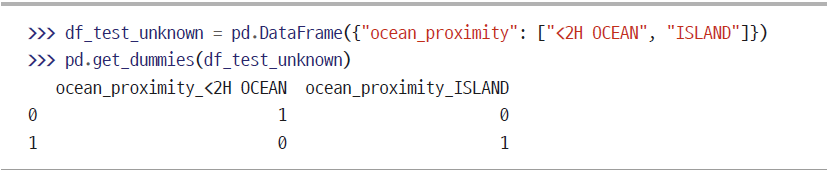 >>> df_test_unknown = pd.DataFrame({"ocean_proximity": ["<2H OCEAN", "ISLAND"]})
>>> pd.get_dummies(df_test_unknown)
   ocean_proximity_<2H OCEAN  ocean_proximity_ISLAND
0                          1                       0
1                          0                       1